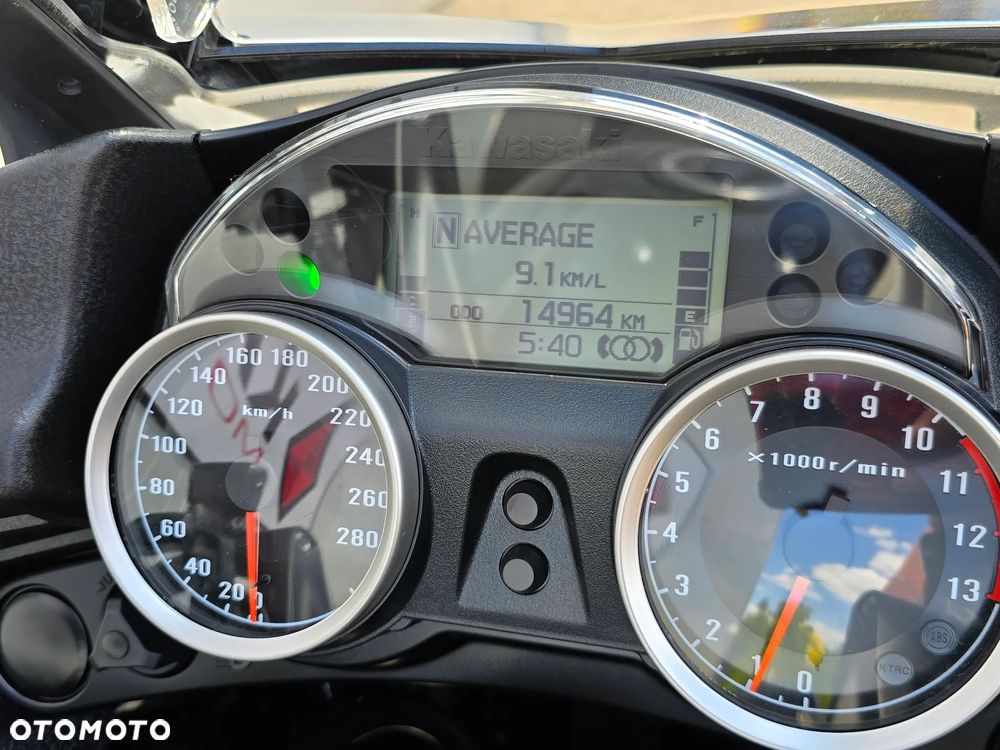 Kawasaki
H F
N AVERAGE
9.1 KM/L
C E
ODO 14964 KM
5:40
160 180
140 200
120 km/h 220
100 240
80 260
60 280
40
20
0
7 8 9
6 10
×1000r/min
5 11
4 12
3 13
2
1 0
ABS
KTRC
OTOMOTO